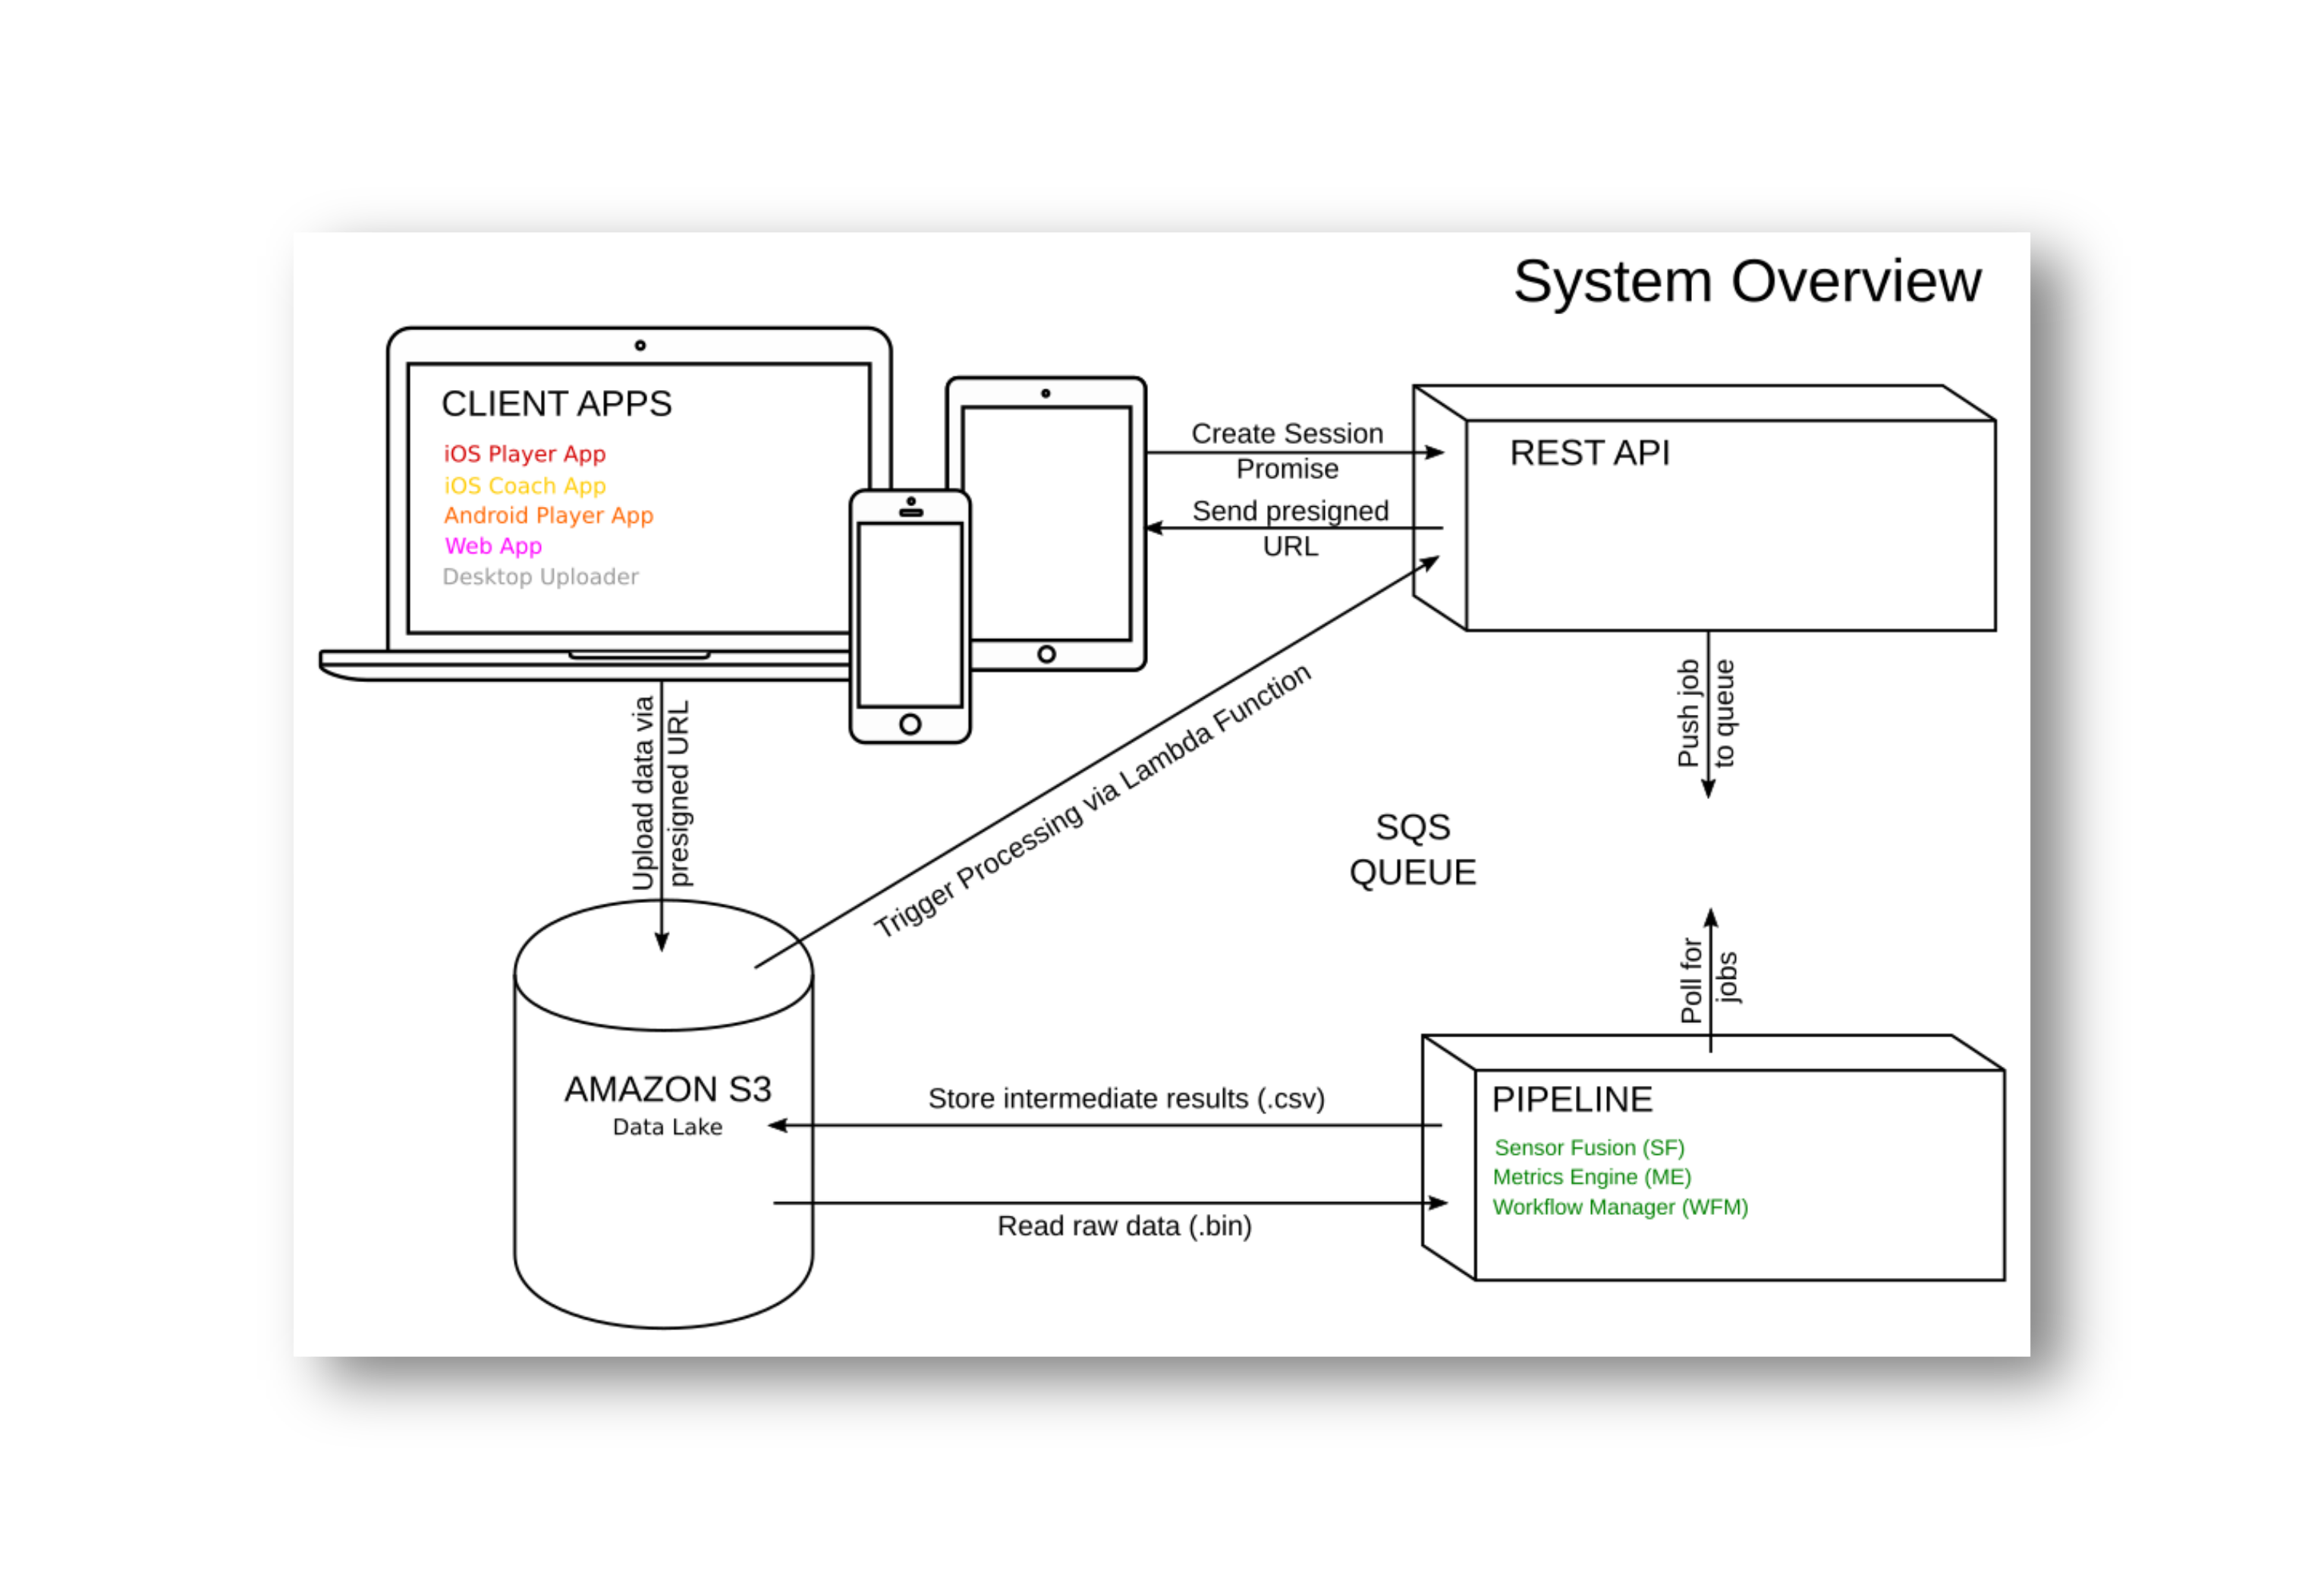 System Overview
CLIENT APPS
iOS Player App
iOS Coach App
Android Player App
Web App
Desktop Uploader
Create Session
Promise
Send presigned
URL
REST API
Upload data via
presigned URL
Trigger Processing via Lambda Function
Push job
to queue
SQS
QUEUE
Poll for
jobs
AMAZON S3
Data Lake
Store intermediate results (.csv)
Read raw data (.bin)
PIPELINE
Sensor Fusion (SF)
Metrics Engine (ME)
Workflow Manager (WFM)